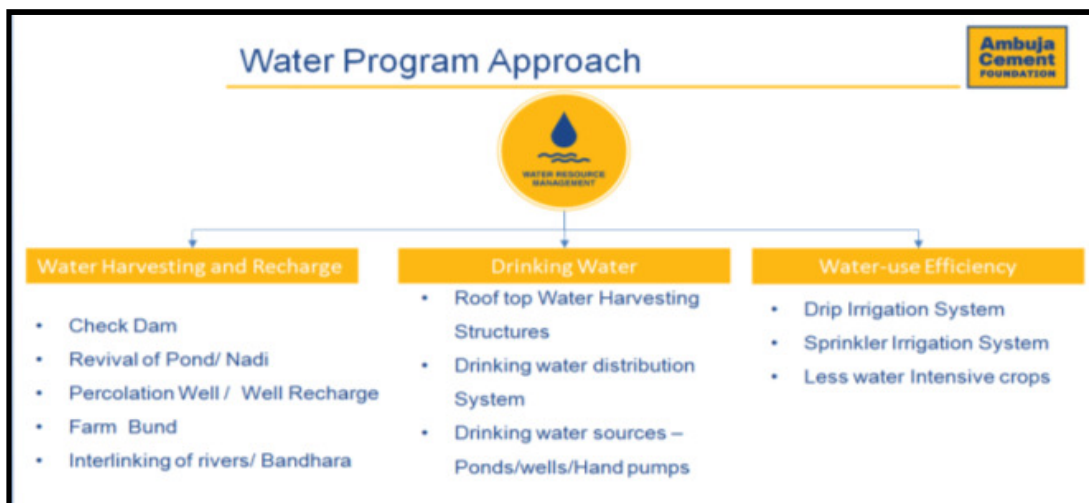 Water Program Approach
Ambuja
Cement
FOUNDATION
WATER RESOURCE
MANAGEMENT
Water Harvesting and Recharge
• Check Dam
• Revival of Pond/ Nadi
• Percolation Well / Well Recharge
• Farm Bund
• Interlinking of rivers/ Bandhara
Drinking Water
• Roof top Water Harvesting
Structures
• Drinking water distribution
System
• Drinking water sources –
Ponds/wells/Hand pumps
Water-use Efficiency
• Drip Irrigation System
• Sprinkler Irrigation System
• Less water Intensive crops